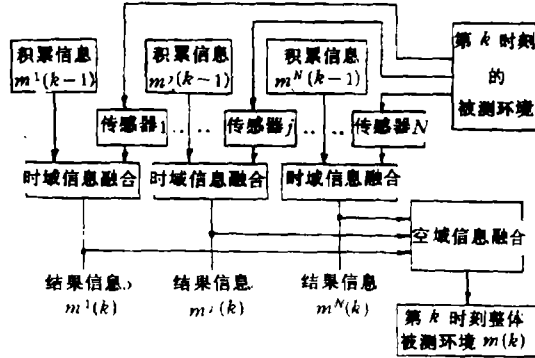 积累信息
m¹(k−1)
积累信息
mʲ(k−1)
积累信息
mᴺ(k−1)
第 k 时刻
的
被测环境
传感器1
‥ ‥
传感器j
‥ ‥
传感器N
时域信息融合
时域信息融合
时域信息融合
空域信息融合
结果信息
m¹(k)
结果信息
mʲ(k)
结果信息
mᴺ(k)
第 k 时刻整体
被测环境 m(k)